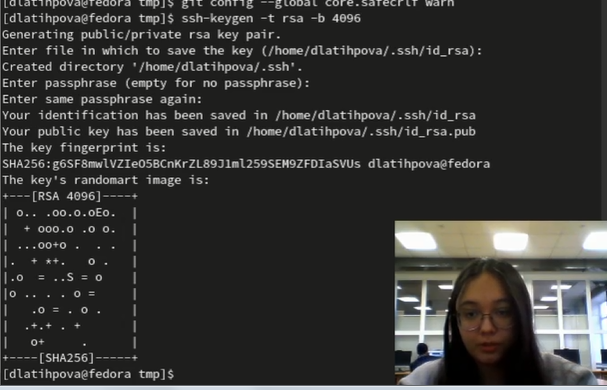 [dlatihpova@fedora tmp]$ git config --global core.safecrlf warn
[dlatihpova@fedora tmp]$ ssh-keygen -t rsa -b 4096
Generating public/private rsa key pair.
Enter file in which to save the key (/home/dlatihpova/.ssh/id_rsa):
Created directory '/home/dlatihpova/.ssh'.
Enter passphrase (empty for no passphrase):
Enter same passphrase again:
Your identification has been saved in /home/dlatihpova/.ssh/id_rsa
Your public key has been saved in /home/dlatihpova/.ssh/id_rsa.pub
The key fingerprint is:
SHA256:g6SF8mwlVZIeO5BCnKrZL89J1ml259SEM9ZFDIaSVUs dlatihpova@fedora
The key's randomart image is:
+---[RSA 4096]----+
| o.. .oo.o.oEo.  |
|  + ooo.o .o o.  |
| ...oo+o .  . .  |
|.  + *+.   o .   |
|.o  = ..S = o    |
|o .. . . o =     |
|   .o = . o .    |
|  .+.+ . +       |
|   o+     .      |
+----[SHA256]-----+
[dlatihpova@fedora tmp]$